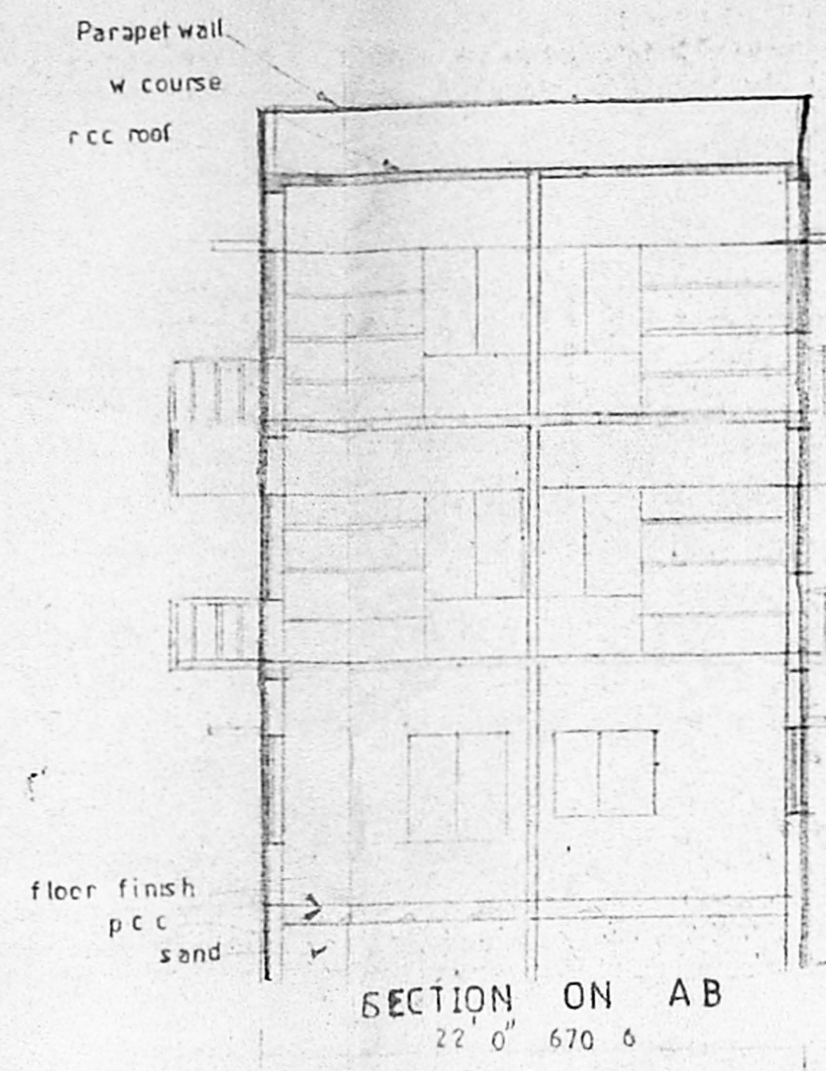 Parapet wall
w course
rcc roof
floor finish
pcc
sand
SECTION ON AB
22' 0" 670 6